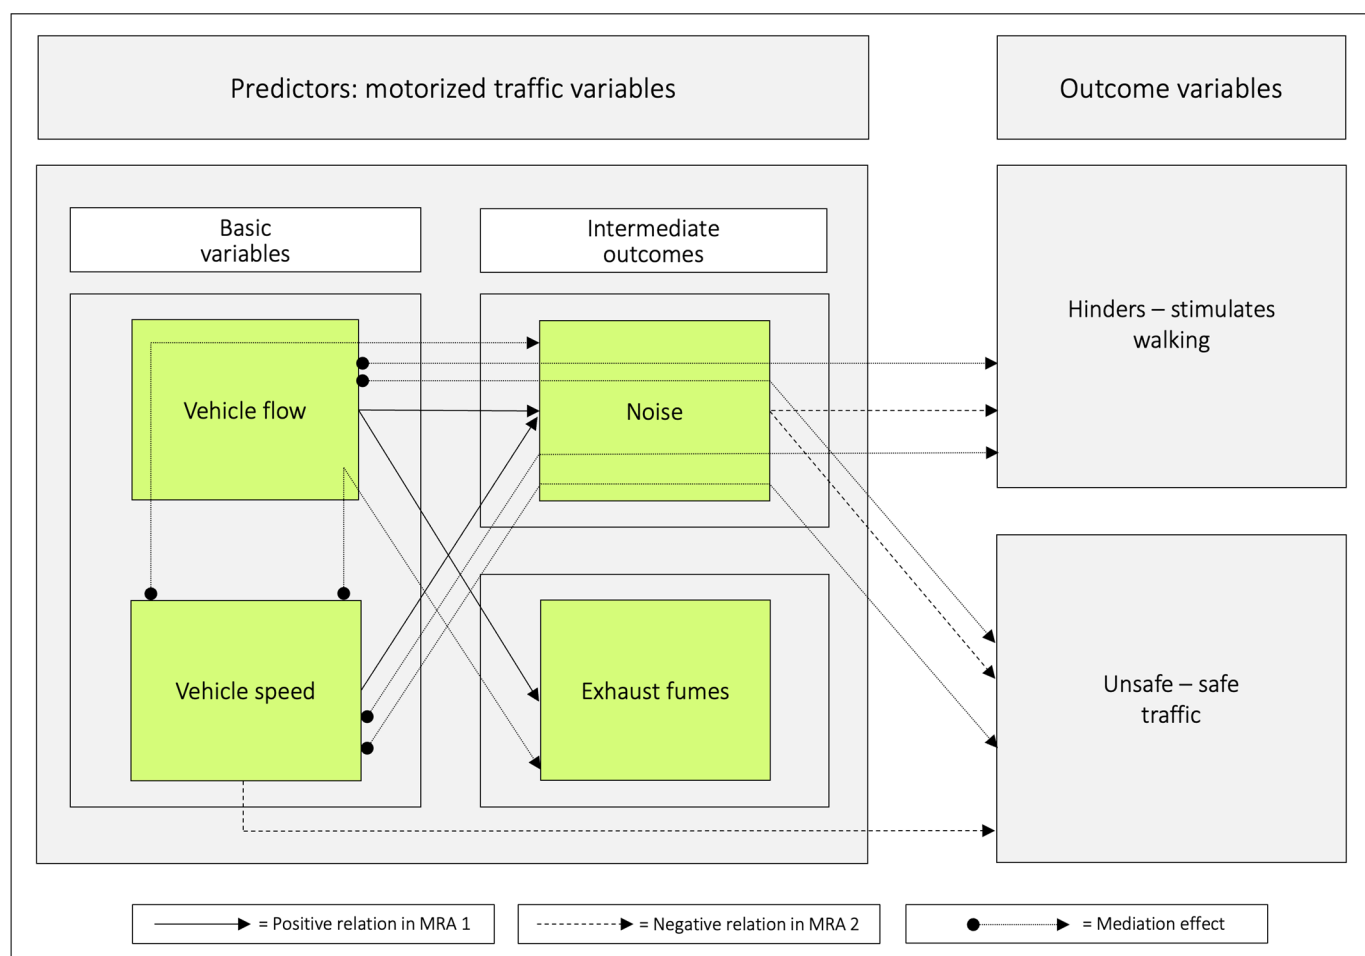 Predictors: motorized traffic variables
Outcome variables
Basic
variables
Intermediate
outcomes
Vehicle flow
Noise
Hinders – stimulates
walking
Vehicle speed
Exhaust fumes
Unsafe – safe
traffic
= Positive relation in MRA 1
= Negative relation in MRA 2
= Mediation effect